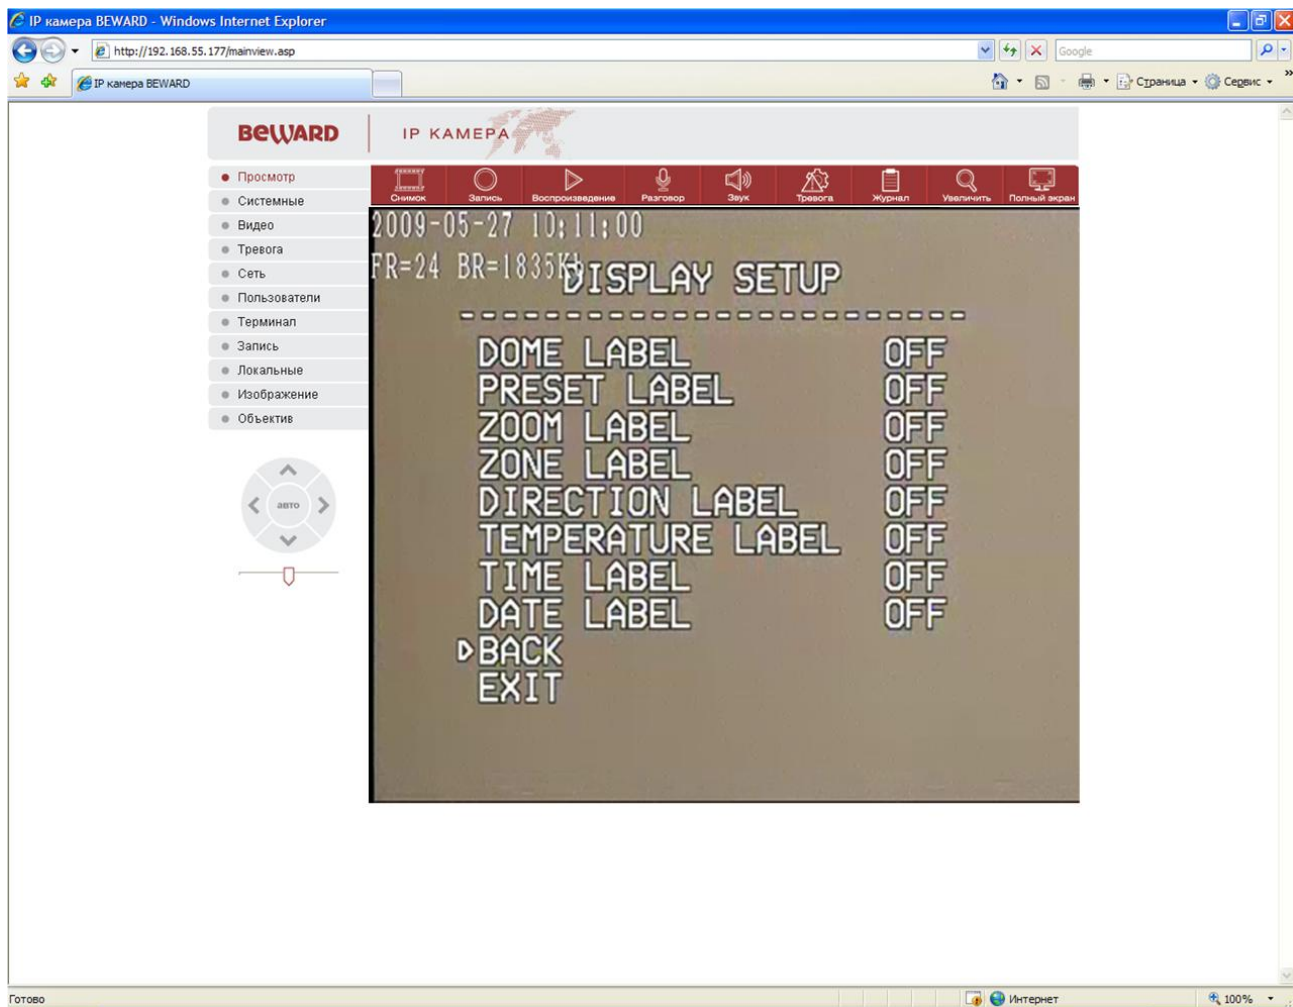 IP камера BEWARD - Windows Internet Explorer
http://192.168.55.177/mainview.asp
Google
IP камера BEWARD
Страница
Сервис
BEWARD
IP КАМЕРА
Просмотр
Системные
Видео
Тревога
Сеть
Пользователи
Терминал
Запись
Локальные
Изображение
Объектив
авто
Снимок Запись Воспроизведение Разговор Звук Тревога Журнал Увеличить Полный экран
2009-05-27 10:11:00
FR=24 BR=1835Kb
DISPLAY SETUP
DOME LABEL OFF
PRESET LABEL OFF
ZOOM LABEL OFF
ZONE LABEL OFF
DIRECTION LABEL OFF
TEMPERATURE LABEL OFF
TIME LABEL OFF
DATE LABEL OFF
BACK
EXIT
Готово
Интернет
100%